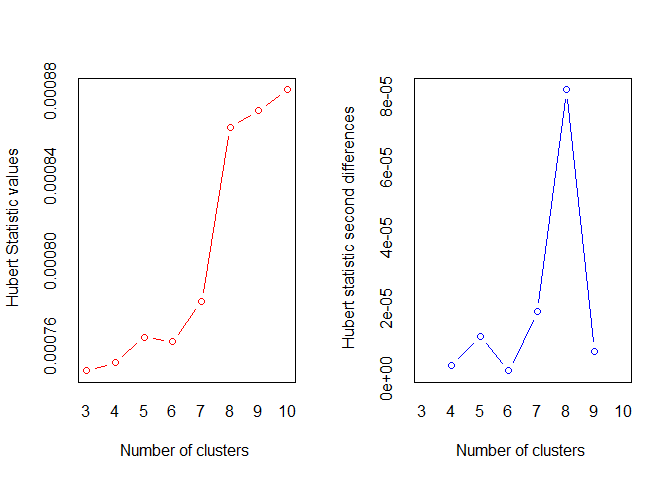 Hubert Statistic values
0.00088
0.00084
0.00080
0.00076
3 4 5 6 7 8 9 10
Number of clusters
Hubert statistic second differences
8e-05
6e-05
4e-05
2e-05
0e+00
3 4 5 6 7 8 9 10
Number of clusters